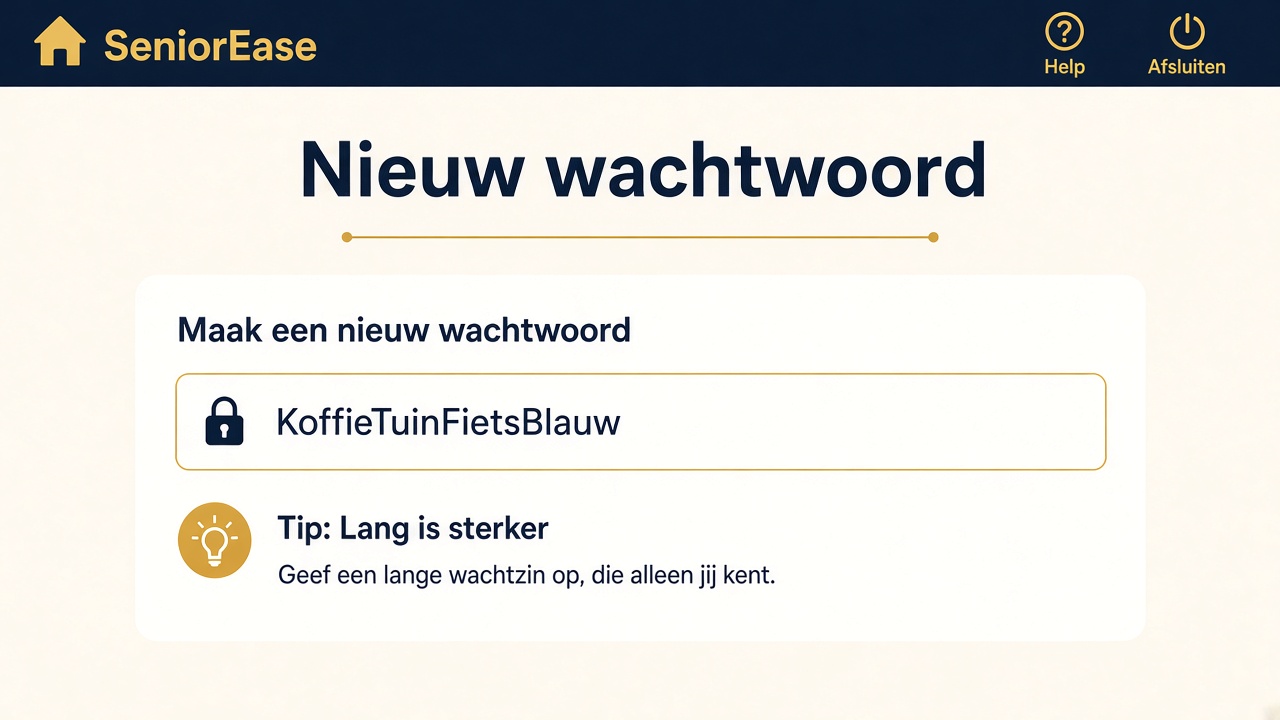 SeniorEase
Help
Afsluiten
Nieuw wachtwoord
Maak een nieuw wachtwoord
KoffieTuinFietsBlauw
Tip: Lang is sterker
Geef een lange wachtzin op, die alleen jij kent.